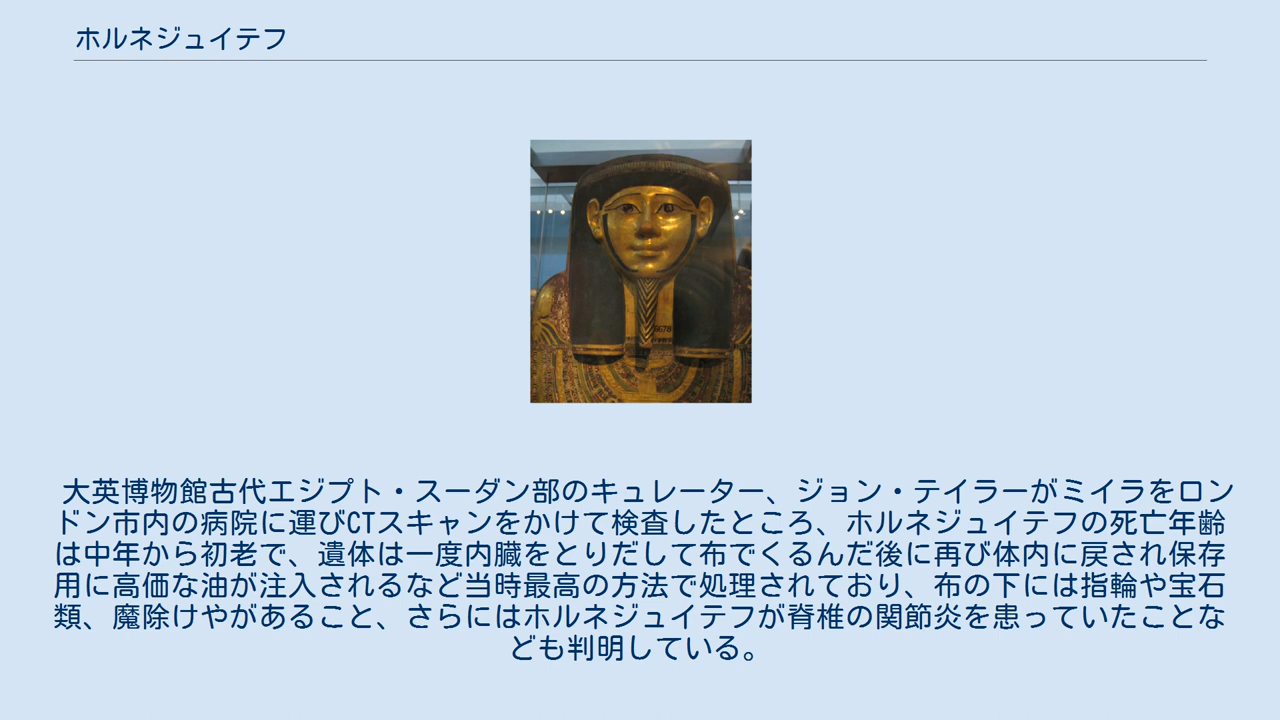 ホルネジュイテフ
大英博物館古代エジプト・スーダン部のキュレーター、ジョン・テイラーがミイラをロン
ドン市内の病院に運びCTスキャンをかけて検査したところ、ホルネジュイテフの死亡年齢
は中年から初老で、遺体は一度内臓をとりだして布でくるんだ後に再び体内に戻され保存
用に高価な油が注入されるなど当時最高の方法で処理されており、布の下には指輪や宝石
類、魔除けやがあること、さらにはホルネジュイテフが脊椎の関節炎を患っていたことな
ども判明している。